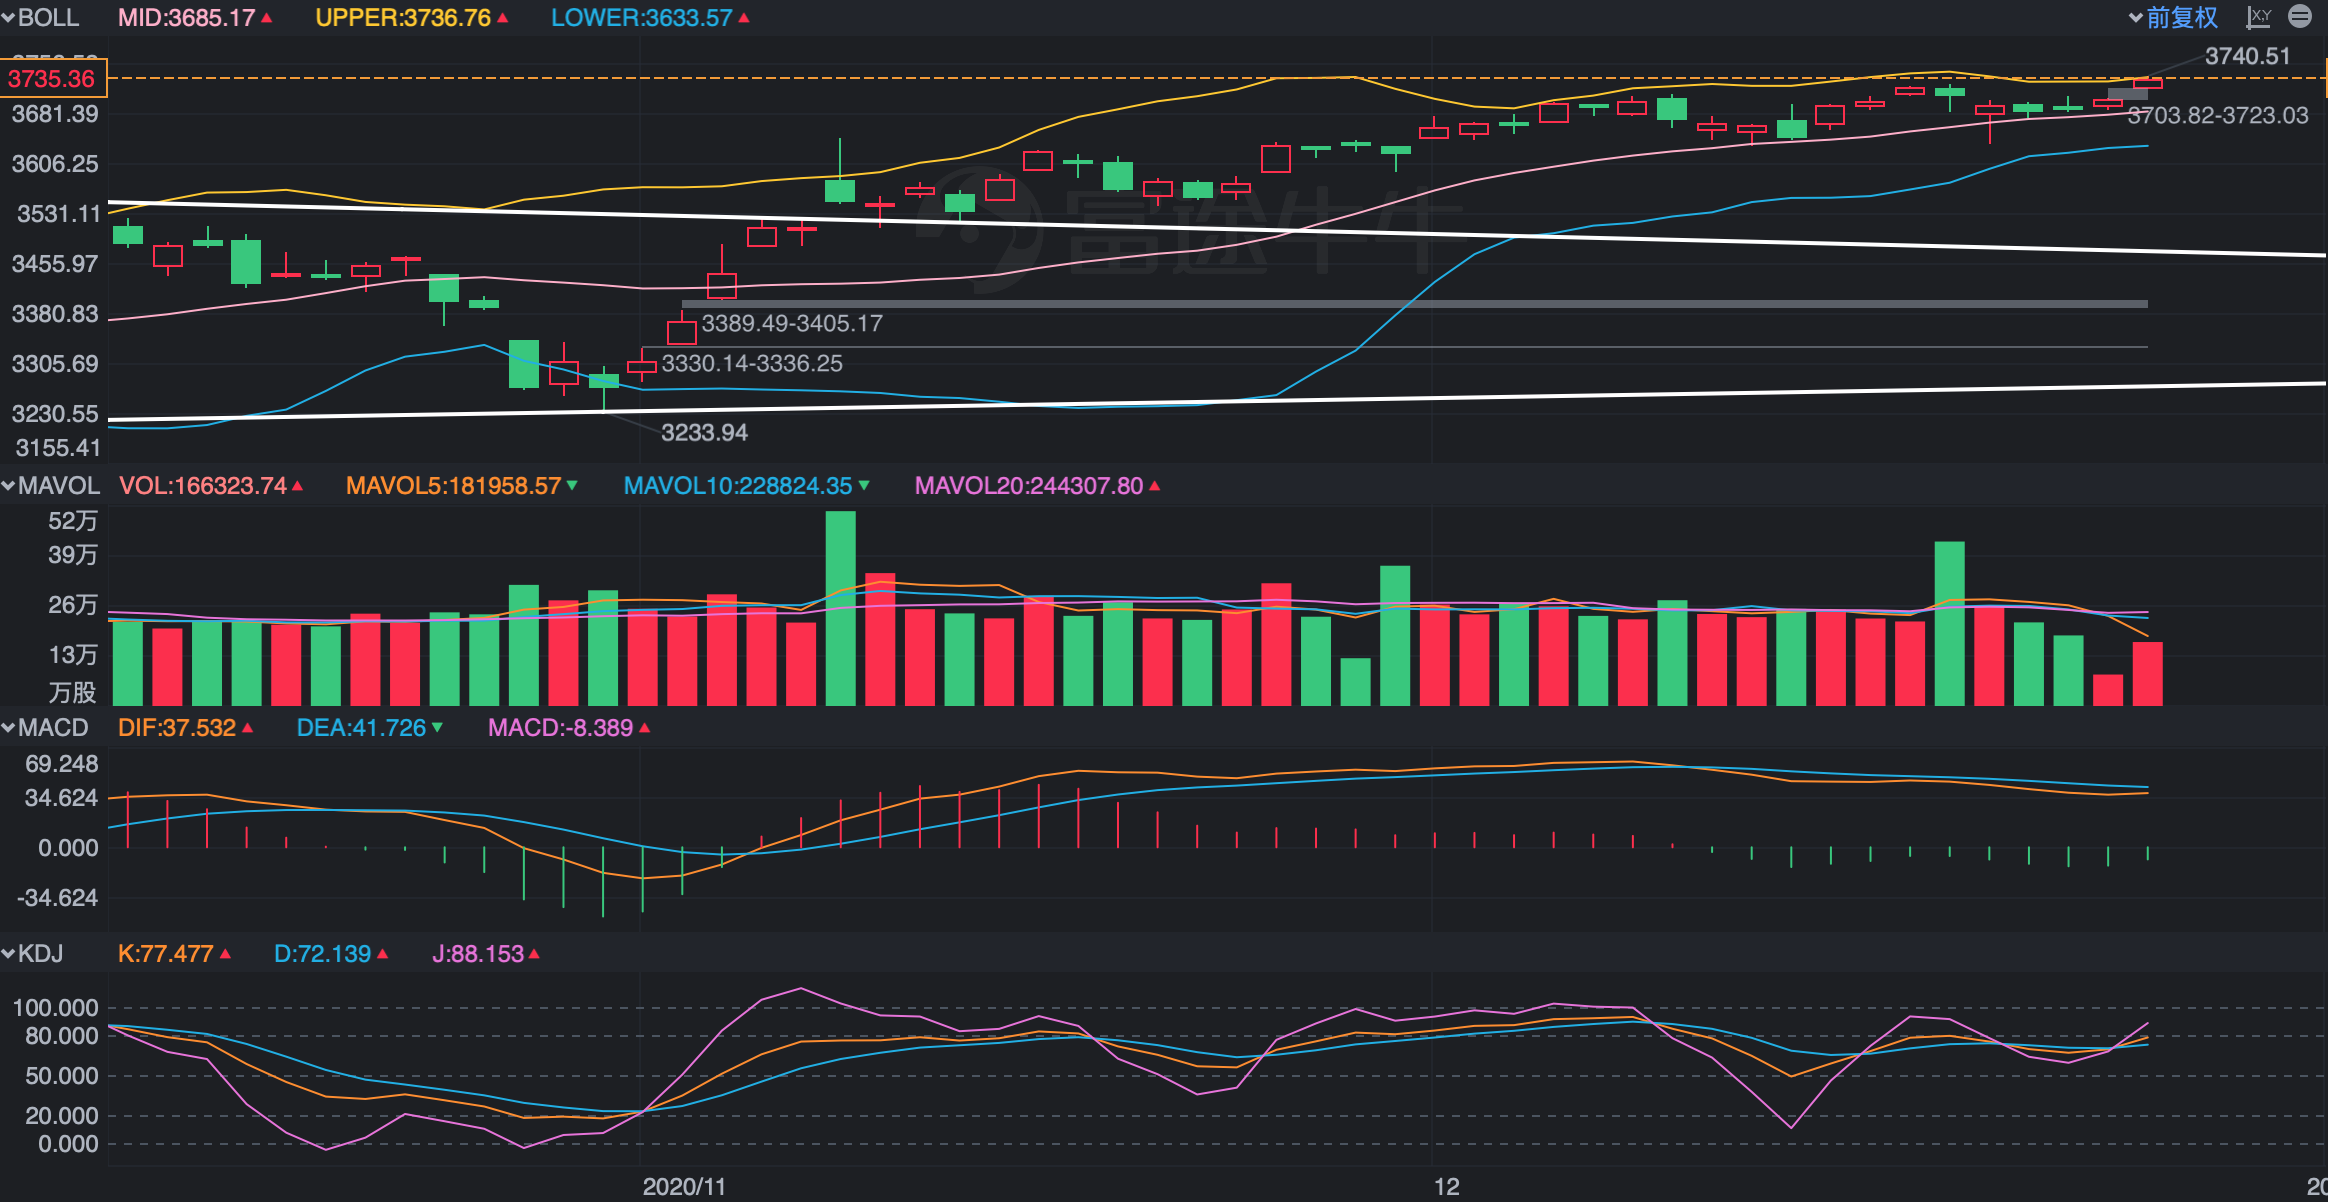 BOLL MID:3685.17 UPPER:3736.76 LOWER:3633.57 前复权 X,Y
3740.51
3735.36
3681.39
3703.82-3723.03
3606.25
3531.11
富途牛牛
3455.97
3380.83
3389.49-3405.17
3305.69
3330.14-3336.25
3230.55
3233.94
3155.41
MAVOL VOL:166323.74 MAVOL5:181958.57 MAVOL10:228824.35 MAVOL20:244307.80
52万
39万
26万
13万
万股
MACD DIF:37.532 DEA:41.726 MACD:-8.389
69.248
34.624
0.000
-34.624
KDJ K:77.477 D:72.139 J:88.153
100.000
80.000
50.000
20.000
0.000
2020/11 12